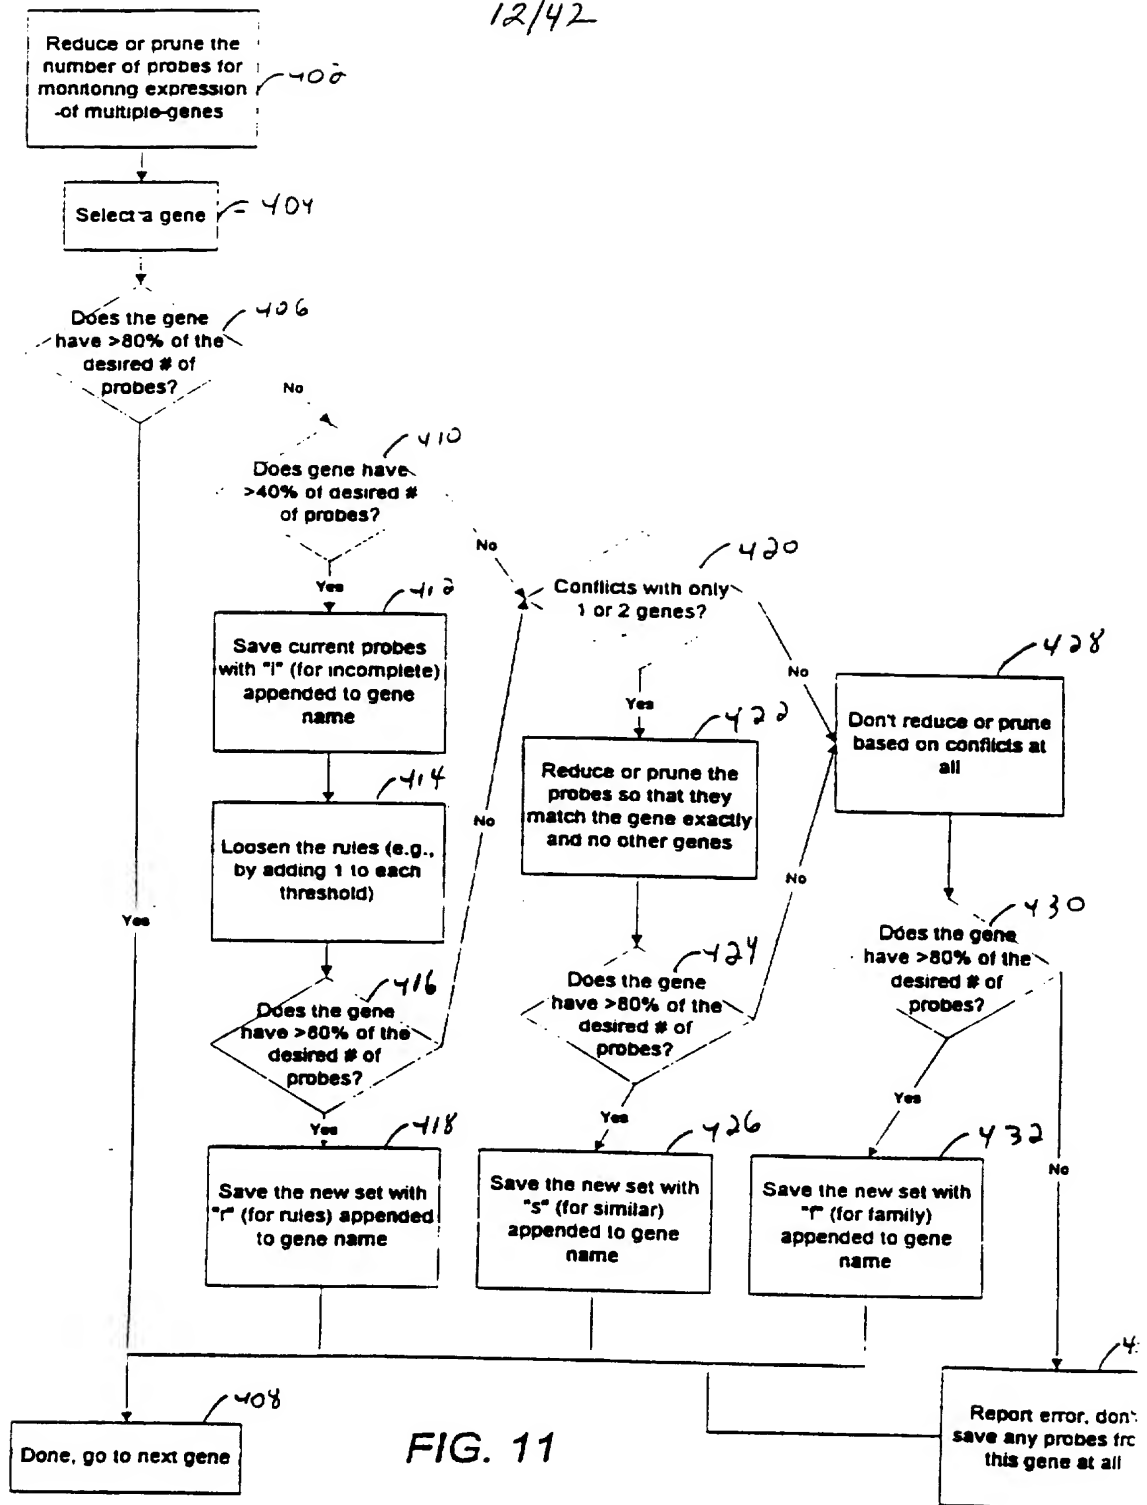 12/42
Reduce or prune the
number of probes for
monitoring expression
of multiple genes
402
Select a gene
404
Does the gene
have >80% of the
desired # of
probes?
406
No
Does gene have
>40% of desired #
of probes?
410
No
Yes
Conflicts with only
1 or 2 genes?
420
Save current probes
with "I" (for incomplete)
appended to gene
name
412
No
Yes
Don't reduce or prune
based on conflicts at
all
428
Reduce or prune the
probes so that they
match the gene exactly
and no other genes
422
Loosen the rules (e.g.,
by adding 1 to each
threshold)
414
No
No
Yes
Does the gene
have >80% of the
desired # of
probes?
416
Does the gene
have >80% of the
desired # of
probes?
424
Does the gene
have >80% of the
desired # of
probes?
430
Yes
Yes
Yes
No
Save the new set with
"r" (for rules) appended
to gene name
418
Save the new set with
"s" (for similar)
appended to gene
name
426
Save the new set with
"f" (for family)
appended to gene
name
432
Done, go to next gene
408
FIG. 11
Report error, don't
save any probes
this gene at all